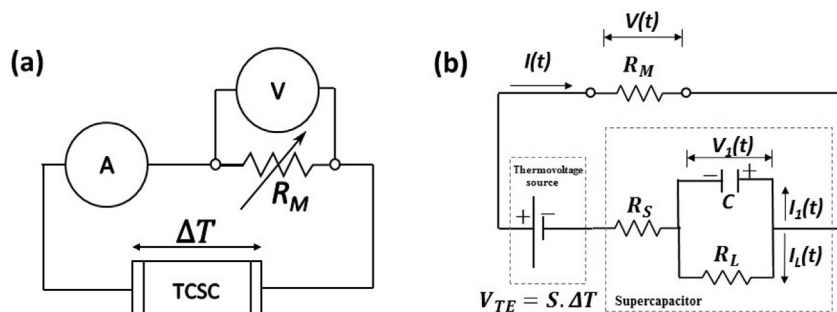 (a)
V
A
R_M
ΔT
TCSC
(b)
V(t)
I(t)
R_M
V_1(t)
Thermovoltage
source
− +
C
+ −
R_S
I_1(t)
R_L
I_L(t)
V_TE = S.ΔT
Supercapacitor